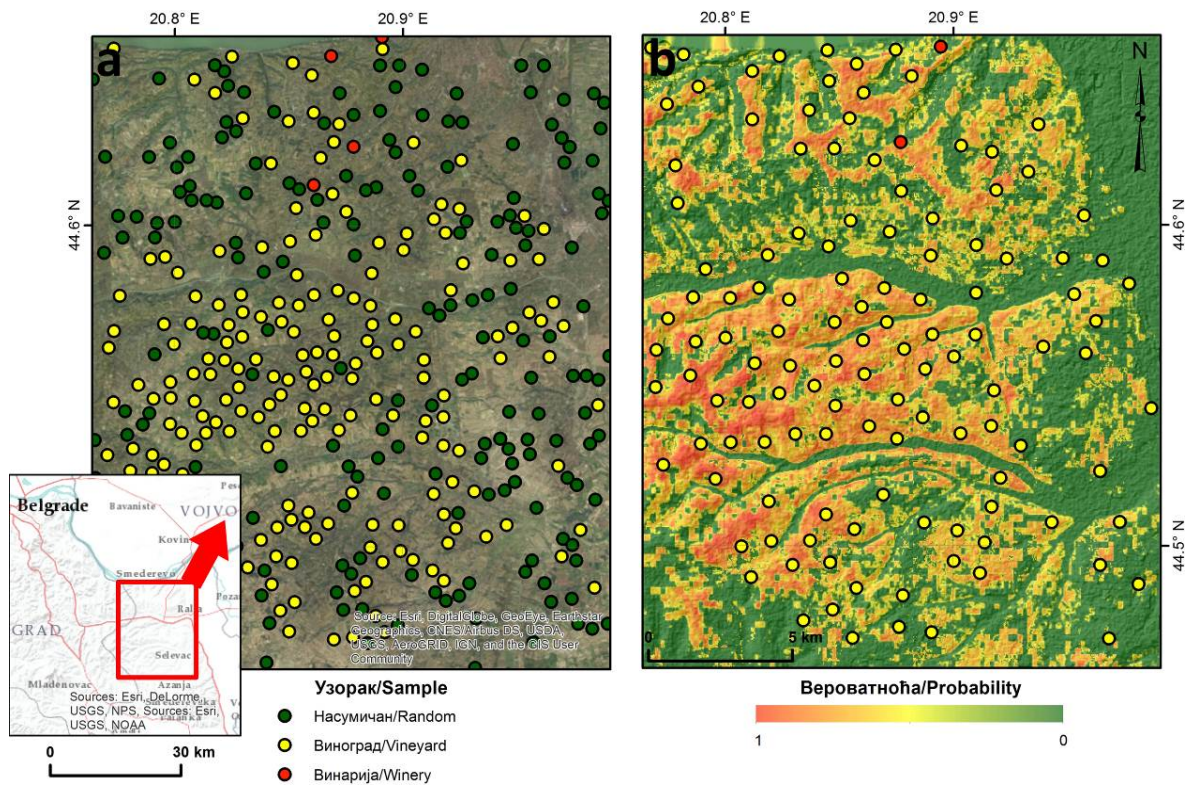 20.8° E
20.9° E
20.8° E
20.9° E
a
b
N
44.6° N
44.6° N
44.5° N
Source: Esri, DigitalGlobe, GeoEye, Earthstar
Geographics, CNES/Airbus DS, USDA,
USGS, AeroGRID, IGN, and the GIS User
Community
0
5 km
Belgrade
Bavaniste
VOJVO
Kovin
Smederevo
Ralja
GRAD
Selevac
Mladenovac
Azanja
Sources: Esri, DeLorme,
USGS, NPS, Sources: Esri,
USGS, NOAA
Palanka
0
30 km
Узорак/Sample
Насумичан/Random
Виноград/Vineyard
Винарија/Winery
Вероватноћа/Probability
1
0